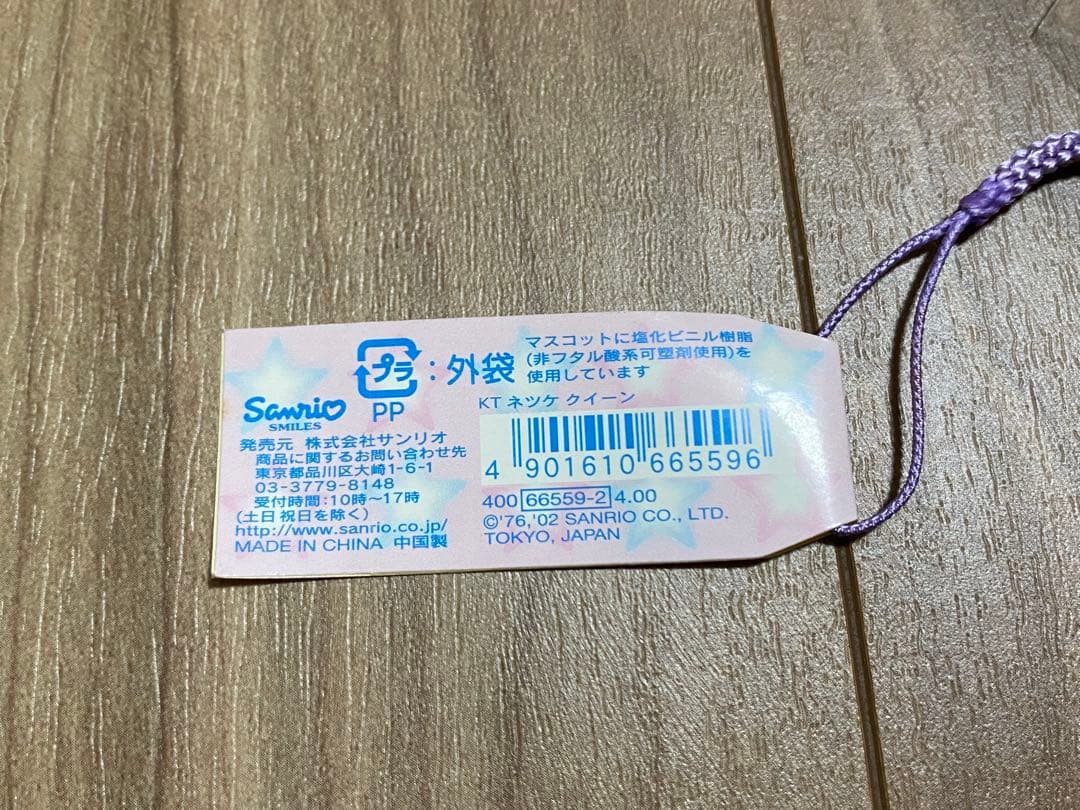 プラ : 外袋
PP
マスコットに塩化ビニル樹脂
(非フタル酸系可塑剤使用)を
使用しています
Sanrio
SMILES
発売元 株式会社サンリオ
商品に関するお問い合わせ先
東京都品川区大崎1-6-1
03-3779-8148
受付時間:10時〜17時
(土日祝日を除く)
http://www.sanrio.co.jp/
MADE IN CHINA 中国製
KT ネツケ クイーン
4 901610 665596
400 66559-2 4.00
©'76,'02 SANRIO CO., LTD.
TOKYO, JAPAN